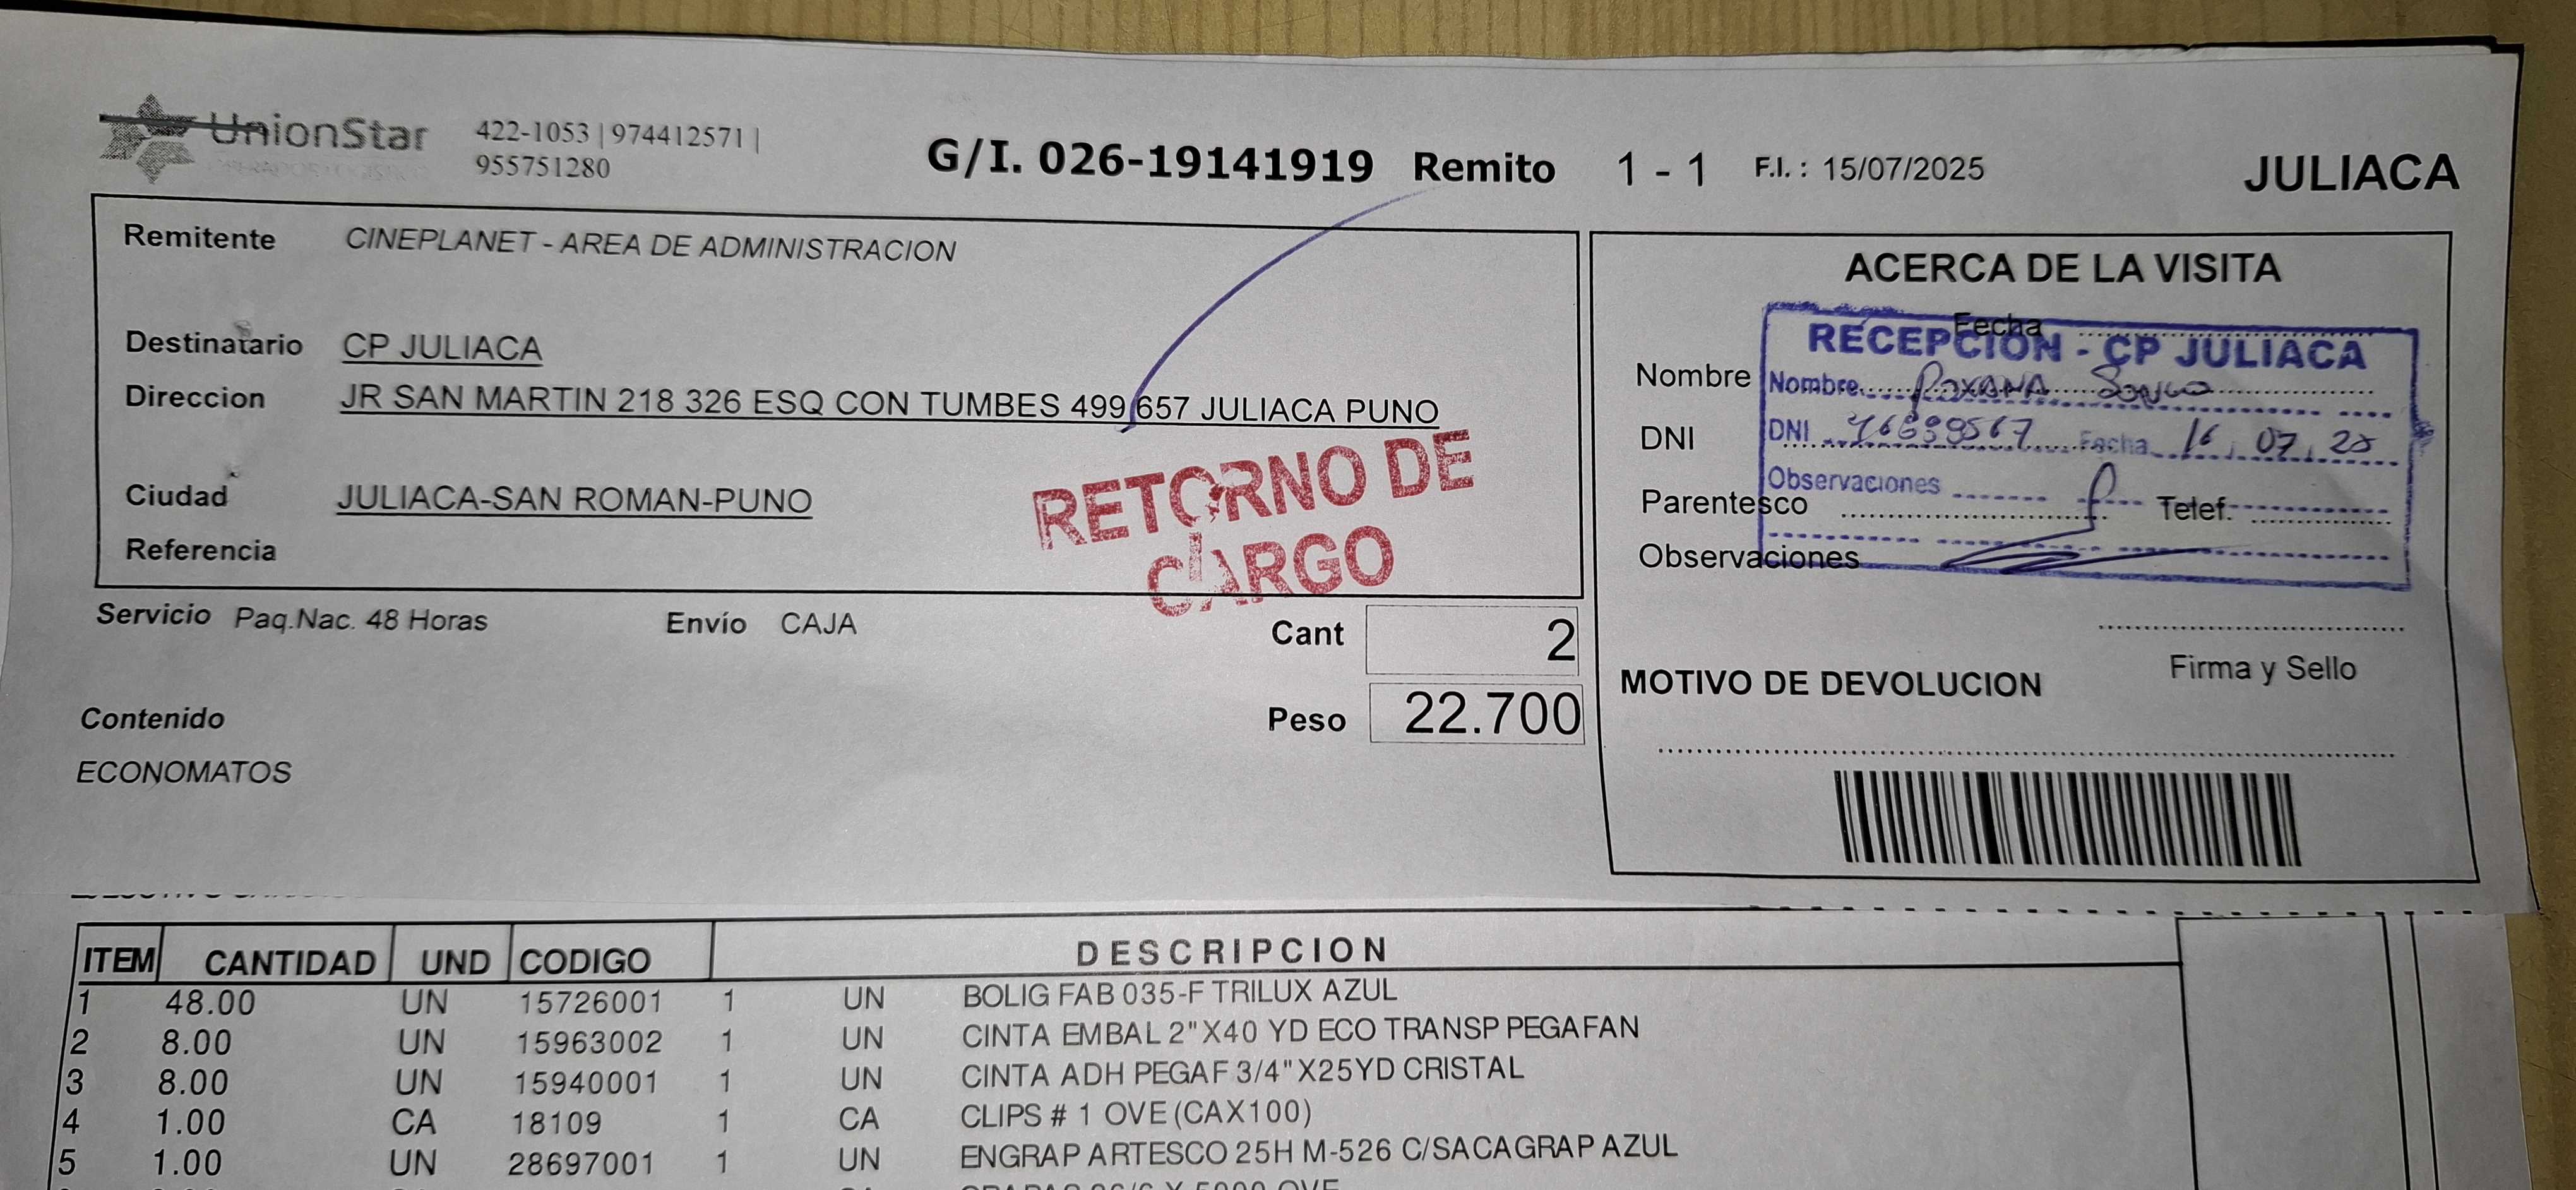 UnionStar
OPERADOR LOGISTICO
422-1053 | 974412571 |
955751280
G/I. 026-19141919 Remito 1 - 1 F.I. : 15/07/2025 JULIACA
Remitente CINEPLANET - AREA DE ADMINISTRACION
Destinatario CP JULIACA
Direccion JR SAN MARTIN 218 326 ESQ CON TUMBES 499 657 JULIACA PUNO
Ciudad JULIACA-SAN ROMAN-PUNO
Referencia
RETORNO DE
CARGO
Servicio Paq.Nac. 48 Horas Envío CAJA
Cant 2
Peso 22.700
Contenido
ECONOMATOS
ACERCA DE LA VISITA
Fecha
RECEPCIÓN - CP JULIACA
Nombre
Nombre ROXANA
DNI
DNI Fecha 16 07 25
Observaciones
Parentesco Telef.
Observaciones
Firma y Sello
MOTIVO DE DEVOLUCION
ITEM CANTIDAD UND CODIGO DESCRIPCION
1 48.00 UN 15726001 1 UN BOLIG FAB 035-F TRILUX AZUL
2 8.00 UN 15963002 1 UN CINTA EMBAL 2"X40 YD ECO TRANSP PEGAFAN
3 8.00 UN 15940001 1 UN CINTA ADH PEGAF 3/4"X25YD CRISTAL
4 1.00 CA 18109 1 CA CLIPS # 1 OVE (CAX100)
5 1.00 UN 28697001 1 UN ENGRAP ARTESCO 25H M-526 C/SACAGRAP AZUL